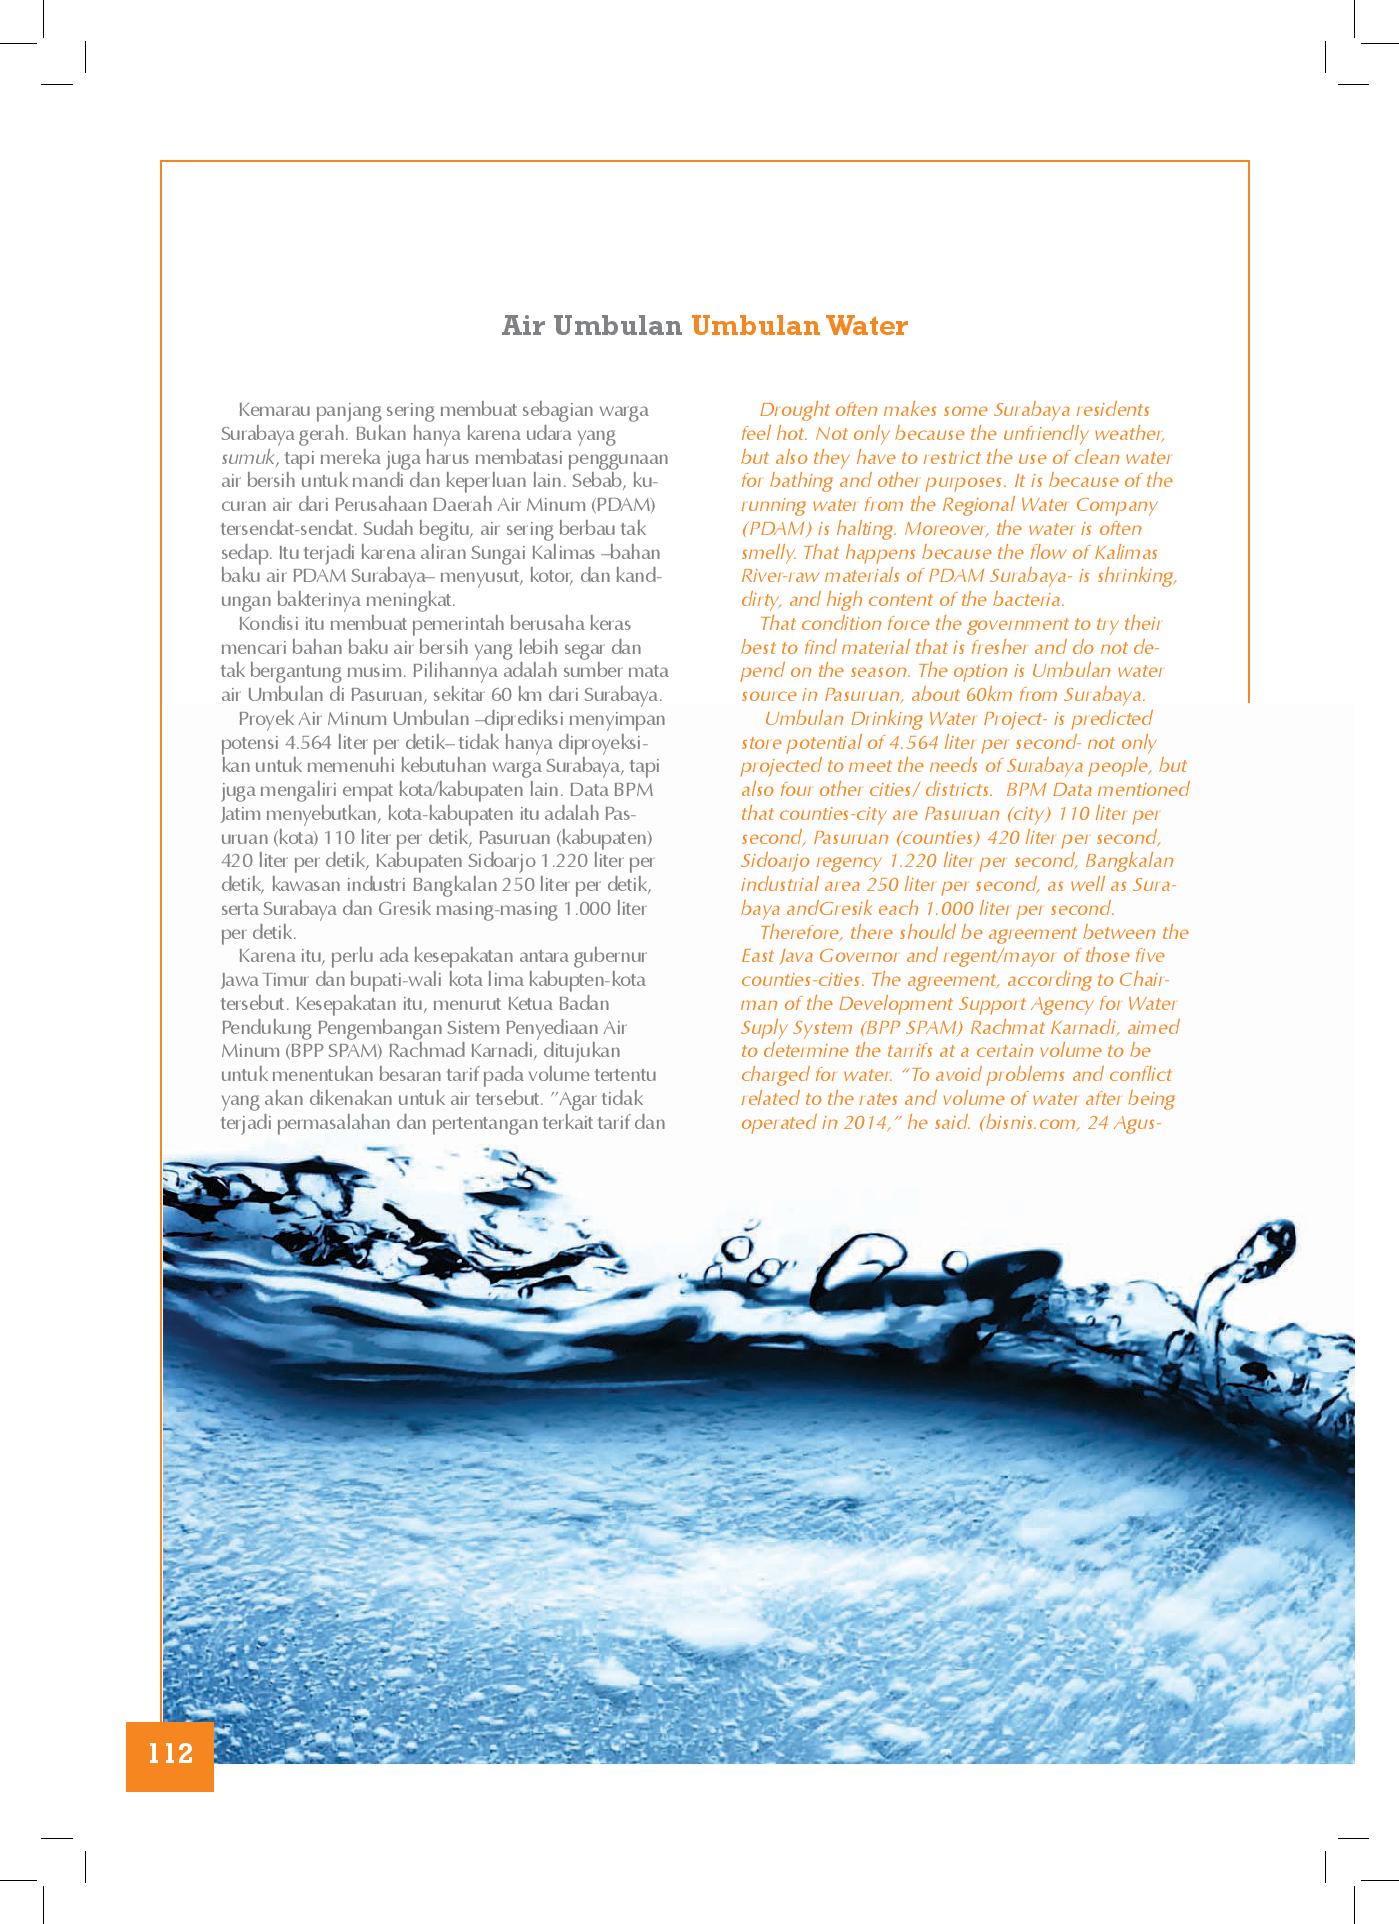 Air Umbulan Umbulan Water
Kemarau panjang sering membuat sebagian warga
Surabaya gerah. Bukan hanya karena udara yang
sumuk, tapi mereka juga harus membatasi penggunaan
air bersih untuk mandi dan keperluan lain. Sebab, ku-
curan air dari Perusahaan Daerah Air Minum (PDAM)
tersendat-sendat. Sudah begitu, air sering berbau tak
sedap. Itu terjadi karena aliran Sungai Kalimas –bahan
baku air PDAM Surabaya– menyusut, kotor, dan kand-
ungan bakterinya meningkat.
Kondisi itu membuat pemerintah berusaha keras
mencari bahan baku air bersih yang lebih segar dan
tak bergantung musim. Pilihannya adalah sumber mata
air Umbulan di Pasuruan, sekitar 60 km dari Surabaya.
Proyek Air Minum Umbulan –diprediksi menyimpan
potensi 4.564 liter per detik– tidak hanya diproyeksi-
kan untuk memenuhi kebutuhan warga Surabaya, tapi
juga mengaliri empat kota/kabupaten lain. Data BPM
Jatim menyebutkan, kota-kabupaten itu adalah Pas-
uruan (kota) 110 liter per detik, Pasuruan (kabupaten)
420 liter per detik, Kabupaten Sidoarjo 1.220 liter per
detik, kawasan industri Bangkalan 250 liter per detik,
serta Surabaya dan Gresik masing-masing 1.000 liter
per detik.
Karena itu, perlu ada kesepakatan antara gubernur
Jawa Timur dan bupati-wali kota lima kabupten-kota
tersebut. Kesepakatan itu, menurut Ketua Badan
Pendukung Pengembangan Sistem Penyediaan Air
Minum (BPP SPAM) Rachmad Karnadi, ditujukan
untuk menentukan besaran tarif pada volume tertentu
yang akan dikenakan untuk air tersebut. ”Agar tidak
terjadi permasalahan dan pertentangan terkait tarif dan
Drought often makes some Surabaya residents
feel hot. Not only because the unfriendly weather,
but also they have to restrict the use of clean water
for bathing and other purposes. It is because of the
running water from the Regional Water Company
(PDAM) is halting. Moreover, the water is often
smelly. That happens because the flow of Kalimas
River-raw materials of PDAM Surabaya- is shrinking,
dirty, and high content of the bacteria.
That condition force the government to try their
best to find material that is fresher and do not de-
pend on the season. The option is Umbulan water
source in Pasuruan, about 60km from Surabaya.
Umbulan Drinking Water Project- is predicted
store potential of 4.564 liter per second- not only
projected to meet the needs of Surabaya people, but
also four other cities/ districts. BPM Data mentioned
that counties-city are Pasuruan (city) 110 liter per
second, Pasuruan (counties) 420 liter per second,
Sidoarjo regency 1.220 liter per second, Bangkalan
industrial area 250 liter per second, as well as Sura-
baya andGresik each 1.000 liter per second.
Therefore, there should be agreement between the
East Java Governor and regent/mayor of those five
counties-cities. The agreement, according to Chair-
man of the Development Support Agency for Water
Suply System (BPP SPAM) Rachmat Karnadi, aimed
to determine the tarrifs at a certain volume to be
charged for water. “To avoid problems and conflict
related to the rates and volume of water after being
operated in 2014,” he said. (bisnis.com, 24 Agus-
112